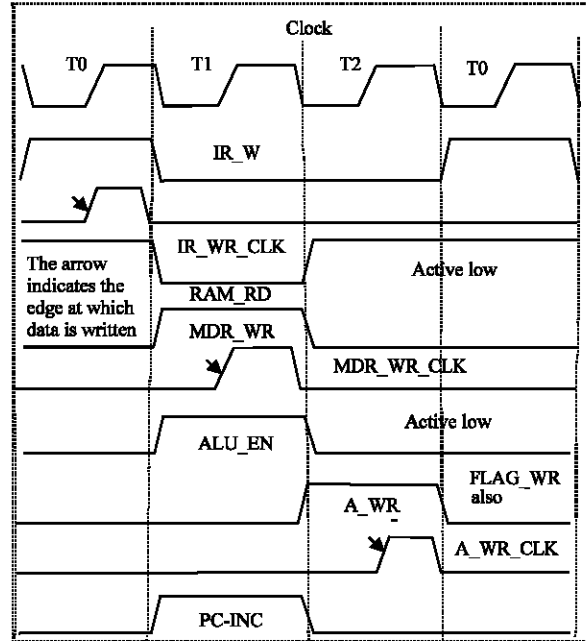 Clock
T0 T1 T2 T0
IR_W
IR_WR_CLK
The arrow
indicates the
edge at which
data is written
Active low
RAM_RD
MDR_WR
MDR_WR_CLK
Active low
ALU_EN
FLAG_WR
also
A_WR
A_WR_CLK
PC-INC